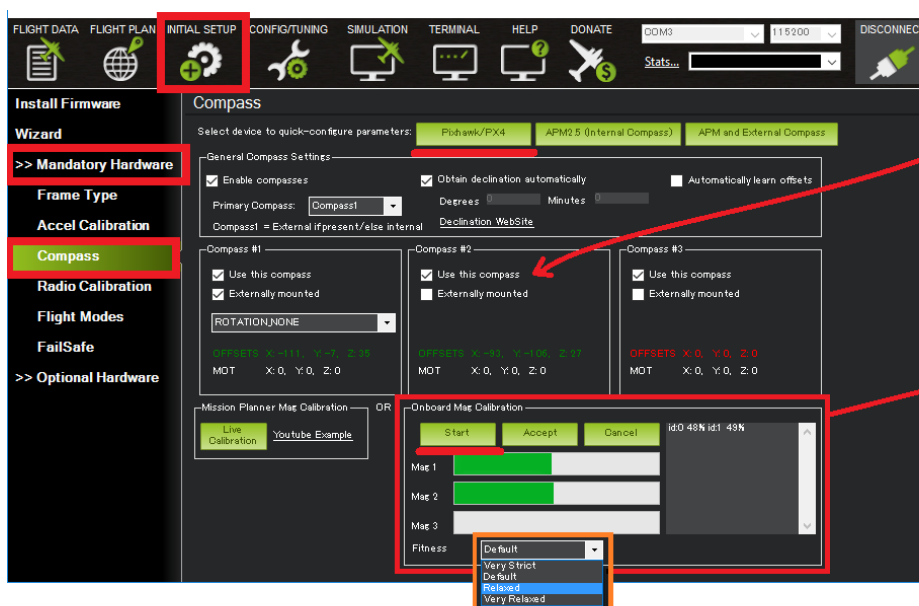 FLIGHT DATA FLIGHT PLAN INITIAL SETUP CONFIG/TUNING SIMULATION TERMINAL HELP DONATE COM3 115200 DISCONNEC
Stats...
Install Firmware
Compass
Wizard
Select device to quick-configure parameters: Pixhawk/PX4 APM2.5 (Internal Compass) APM and External Compass
>> Mandatory Hardware
General Compass Settings
Enable compasses Obtain declination automatically Automatically learn offsets
Frame Type
Primary Compass: Compass1 Degrees 0 Minutes 0
Accel Calibration
Compass1 = External if present/else internal Declination WebSite
Compass
Compass #1 Compass #2 Compass #3
Use this compass Use this compass Use this compass
Radio Calibration
Externally mounted Externally mounted Externally mounted
Flight Modes
ROTATION_NONE
FailSafe
OFFSETS X: -111, Y: -7, Z: 35 OFFSETS X: -93, Y: -106, Z: 37 OFFSETS X: 0, Y: 0, Z: 0
MOT X: 0, Y: 0, Z: 0 MOT X: 0, Y: 0, Z: 0 MOT X: 0, Y: 0, Z: 0
>> Optional Hardware
Mission Planner Mag Calibration OR Onboard Mag Calibration
Live Calibration Youtube Example Start Accept Cancel id:0 48% id:1 49%
Mag 1
Mag 2
Mag 3
Fitness Default
Very Strict
Default
Relaxed
Very Relaxed